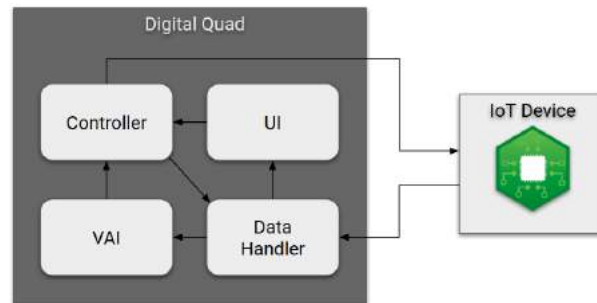 Digital Quad
Controller
UI
IoT Device
VAI
Data
Handler